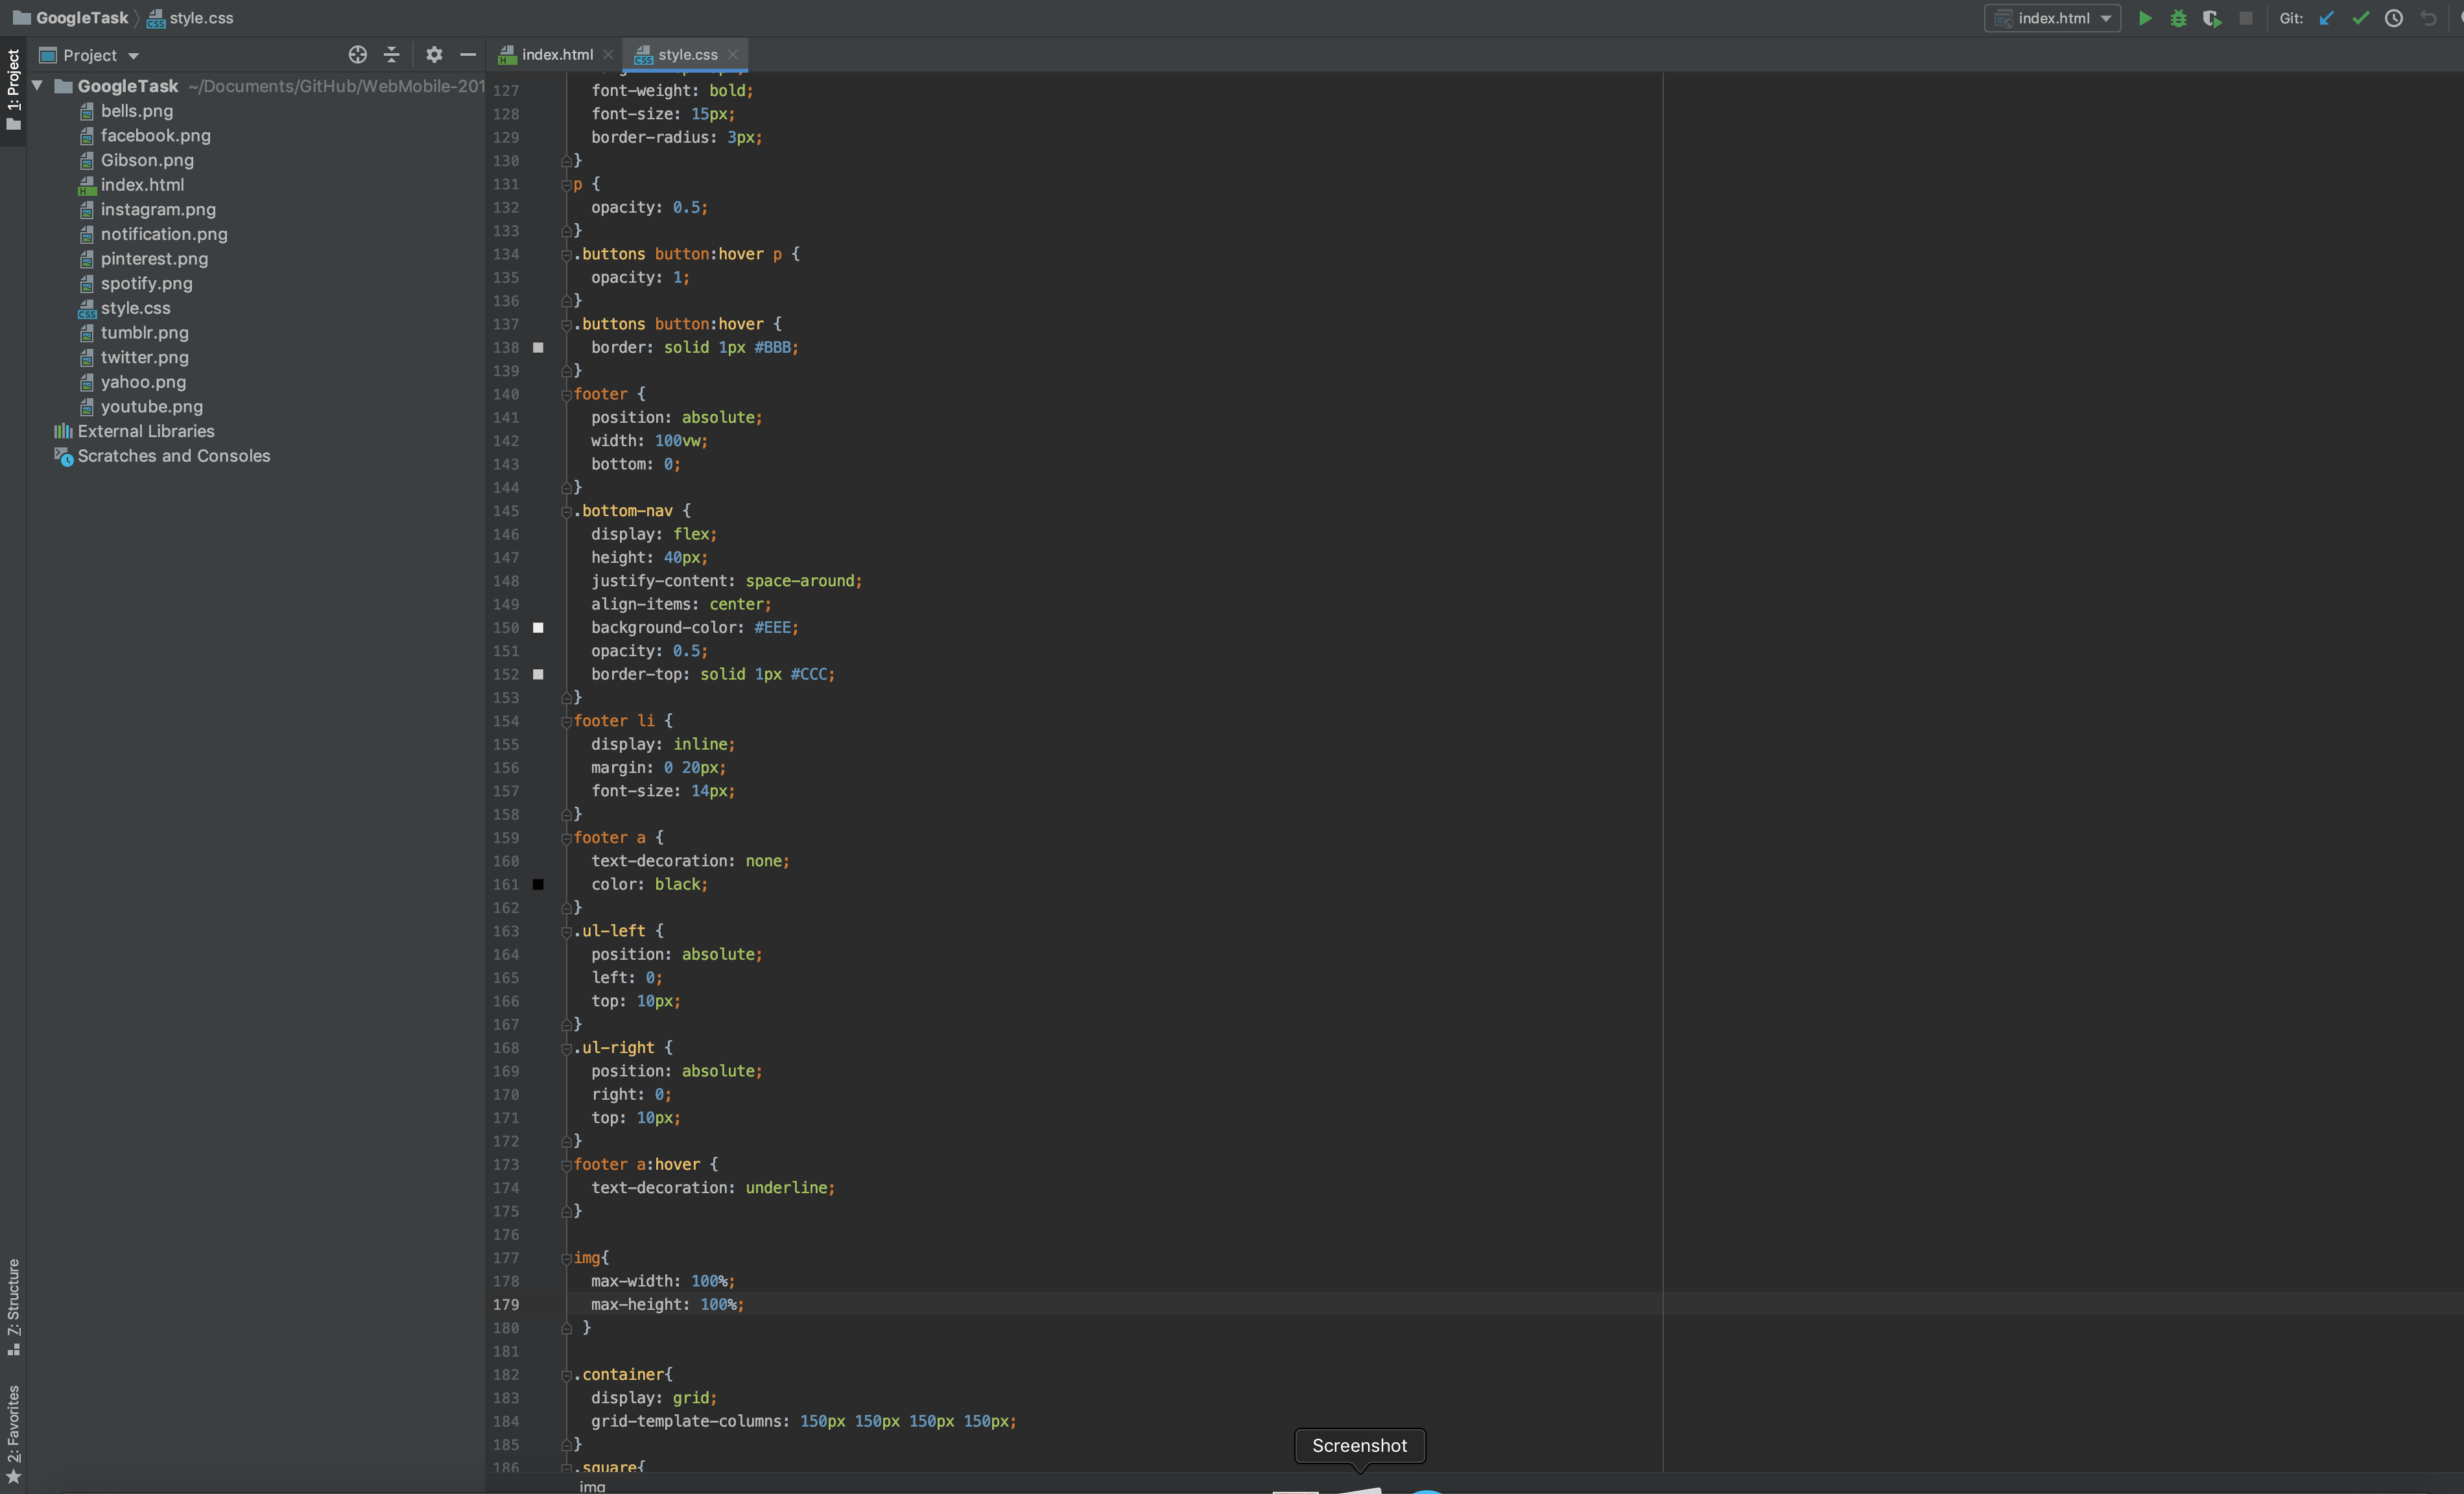 GoogleTask style.css
index.html Git:
1: Project
Project
index.html style.css
GoogleTask ~/Documents/GitHub/WebMobile-201
bells.png
facebook.png
Gibson.png
index.html
instagram.png
notification.png
pinterest.png
spotify.png
style.css
tumblr.png
twitter.png
yahoo.png
youtube.png
External Libraries
Scratches and Consoles
Z: Structure
2: Favorites
127 font-weight: bold;
128 font-size: 15px;
129 border-radius: 3px;
130 }
131 p {
132 opacity: 0.5;
133 }
134 .buttons button:hover p {
135 opacity: 1;
136 }
137 .buttons button:hover {
138 border: solid 1px #BBB;
139 }
140 footer {
141 position: absolute;
142 width: 100vw;
143 bottom: 0;
144 }
145 .bottom-nav {
146 display: flex;
147 height: 40px;
148 justify-content: space-around;
149 align-items: center;
150 background-color: #EEE;
151 opacity: 0.5;
152 border-top: solid 1px #CCC;
153 }
154 footer li {
155 display: inline;
156 margin: 0 20px;
157 font-size: 14px;
158 }
159 footer a {
160 text-decoration: none;
161 color: black;
162 }
163 .ul-left {
164 position: absolute;
165 left: 0;
166 top: 10px;
167 }
168 .ul-right {
169 position: absolute;
170 right: 0;
171 top: 10px;
172 }
173 footer a:hover {
174 text-decoration: underline;
175 }
176
177 img{
178 max-width: 100%;
179 max-height: 100%;
180 }
181
182 .container{
183 display: grid;
184 grid-template-columns: 150px 150px 150px 150px;
185 }
186 .square{
img
Screenshot